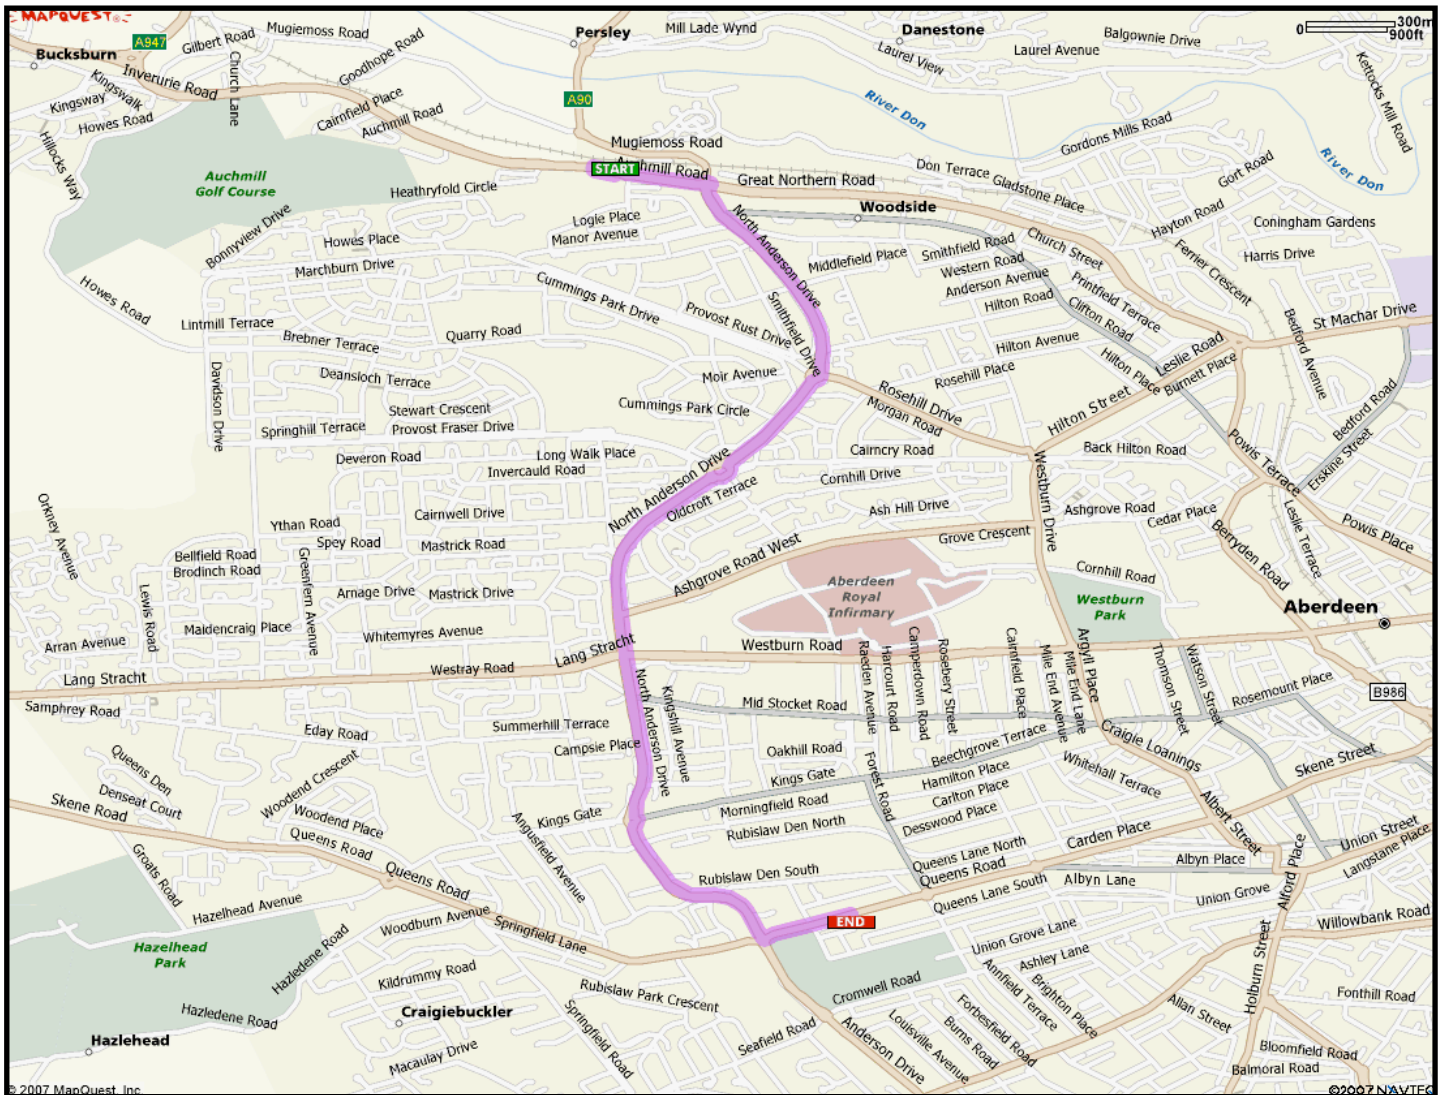 MAPQUEST
A947
Gilbert Road
Mugiemoss Road
Persley
Mill Lade Wynd
Danestone
Balgownie Drive
0
300m
900ft
Bucksburn
Inverurie Road
Church Lane
Goodhope Road
Laurel View
Laurel Avenue
Kettocks Mill Road
Kingswalk
Kingsway
Howes Road
Cairnfield Place
Auchmill Road
A90
River Don
Gordons Mills Road
Hillocks Way
Mugiemoss Road
START
Auchmill Road
Great Northern Road
Don Terrace
Gladstone Place
Gort Road
River Don
Auchmill
Golf Course
Heathryfold Circle
Woodside
Hayton Road
Coningham Gardens
Logie Place
Manor Avenue
North Anderson Drive
Bonnyview Drive
Howes Place
Marchburn Drive
Middlefield Place
Smithfield Road
Western Road
Anderson Avenue
Church Street
Ferrier Crescent
Harris Drive
Howes Road
Cummings Park Drive
Hilton Road
Printfield Terrace
Clifton Road
Bedford Avenue
St Machar Drive
Lintmill Terrace
Brebner Terrace
Quarry Road
Provost Rust Drive
Smithfield Drive
Hilton Avenue
Hilton Place
Leslie Road
Burnett Place
Davidson Drive
Deansloch Terrace
Moir Avenue
Rosehill Drive
Rosehill Place
Stewart Crescent
Provost Fraser Drive
Springhill Terrace
Cummings Park Circle
Morgan Road
Hilton Street
Bedford Road
Erskine Street
Deveron Road
Long Walk Place
Invercauld Road
North Anderson Drive
Cairncry Road
Back Hilton Road
Powis Terrace
Orkney Avenue
Cairnwell Drive
Oldcroft Terrace
Cornhill Drive
Ash Hill Drive
Westburn Drive
Ashgrove Road
Cedar Place
Leslie Terrace
Powis Place
Ythan Road
Spey Road
Mastrick Road
Grove Crescent
Berryden Road
Bellfield Road
Brodinch Road
Greenfern Avenue
Ashgrove Road West
Aberdeen
Royal
Infirmary
Cornhill Road
Westburn
Park
Aberdeen
Lewis Road
Arnage Drive
Mastrick Drive
Arran Avenue
Maidencraig Place
Whitemyres Avenue
Lang Stracht
Westray Road
Lang Stracht
Westburn Road
Raeden Avenue
Harcourt Road
Camperdown Road
Rosebery Street
Cairnfield Place
Mile End Avenue
Mile End Lane
Argyll Place
Thomson Street
Watson Street
Rosemount Place
B986
Samphrey Road
Eday Road
Summerhill Terrace
Campsie Place
North Anderson Drive
Kingshill Avenue
Mid Stocket Road
Oakhill Road
Kings Gate
Forest Road
Beechgrove Terrace
Craigie Loanings
Skene Street
Queens Den
Denseat Court
Skene Road
Woodend Crescent
Woodend Place
Hamilton Place
Carlton Place
Desswood Place
Whitehall Terrace
Albert Street
Groats Road
Queens Road
Kings Gate
Angusfield Avenue
Morningfield Road
Rubislaw Den North
Carden Place
Union Street
Langstane Place
Queens Road
Rubislaw Den South
Queens Lane North
Queens Road
Albyn Place
Albyn Lane
Alford Place
Hazelhead Avenue
Woodburn Avenue
Springfield Lane
END
Queens Lane South
Union Grove
Willowbank Road
Hazelhead
Park
Hazledene Road
Kildrummy Road
Union Grove Lane
Ashley Lane
Annfield Terrace
Brighton Place
Holburn Street
Cromwell Road
Hazledene Road
Craigiebuckler
Rubislaw Park Crescent
Springfield Road
Seafield Road
Anderson Drive
Louisville Avenue
Burns Road
Forbesfield Road
Allan Street
Fonthill Road
Hazlehead
Macaulay Drive
Bloomfield Road
Balmoral Road
© 2007 MapQuest, Inc.
©2007 NAVTEQ